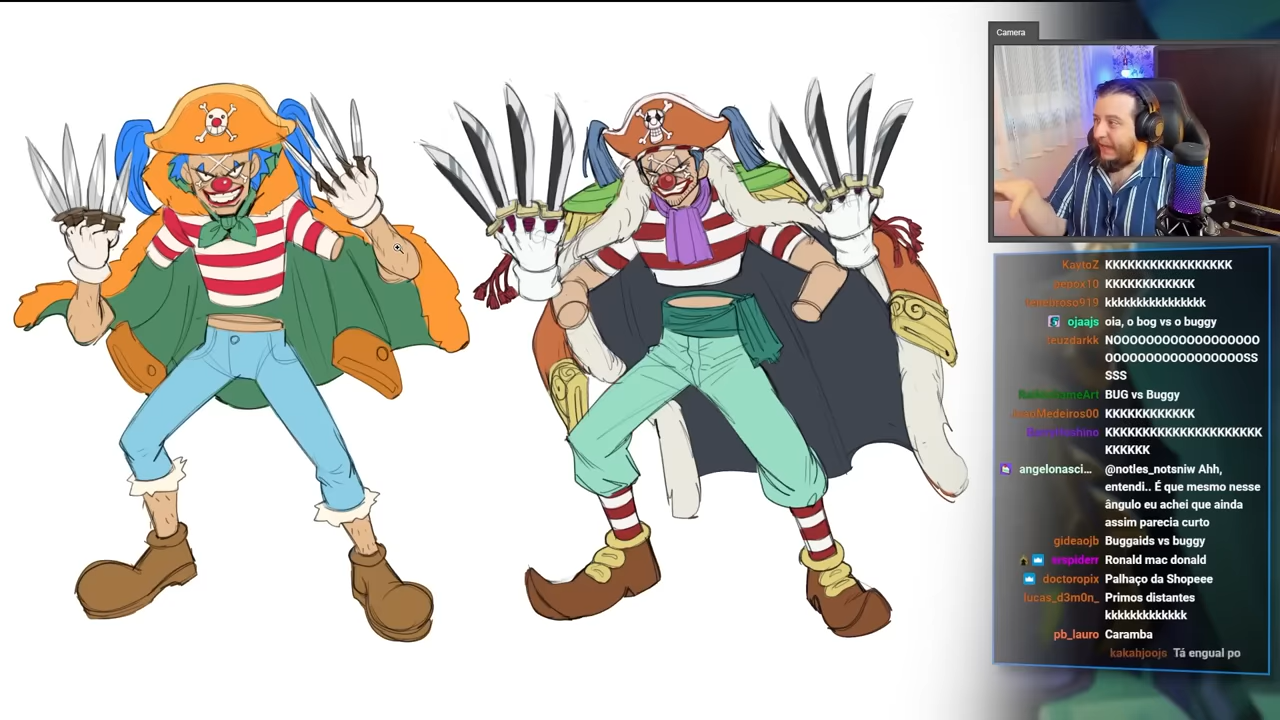 Camera
KaytoZ KKKKKKKKKKKKKKKKK
KKKKKKKKKKKK
kkkkkkkkkkkkkkkk
ojaajs oia, o bog vs o buggy
NOOOOOOOOOOOOOOOOOO
OOOOOOOOOOOOOOOOOSS
SSS
BUG vs Buggy
KKKKKKKKKKKK
KKKKKKKKKKKKKKKKKKKKK
KKKKKK
angelonasci... @notles_notsniw Ahh,
entendi.. É que mesmo nesse
ângulo eu achei que ainda
assim parecia curto
gideaojb Buggaids vs buggy
Ronald mac donald
doctoropix Palhaço da Shopeee
lucas_d3m0n_ Primos distantes
kkkkkkkkkkkkk
pb_lauro Caramba
kakahjoojs Tá engual po